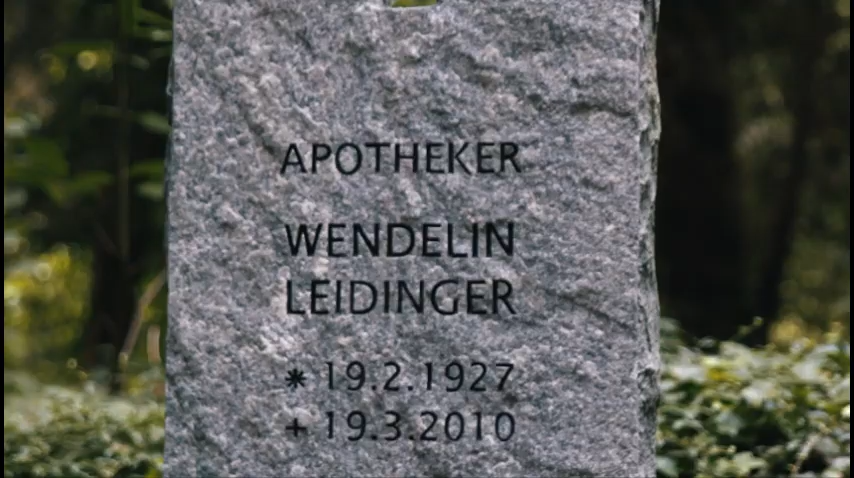 APOTHEKER
WENDELIN
LEIDINGER
* 19.2.1927
+ 19.3.2010